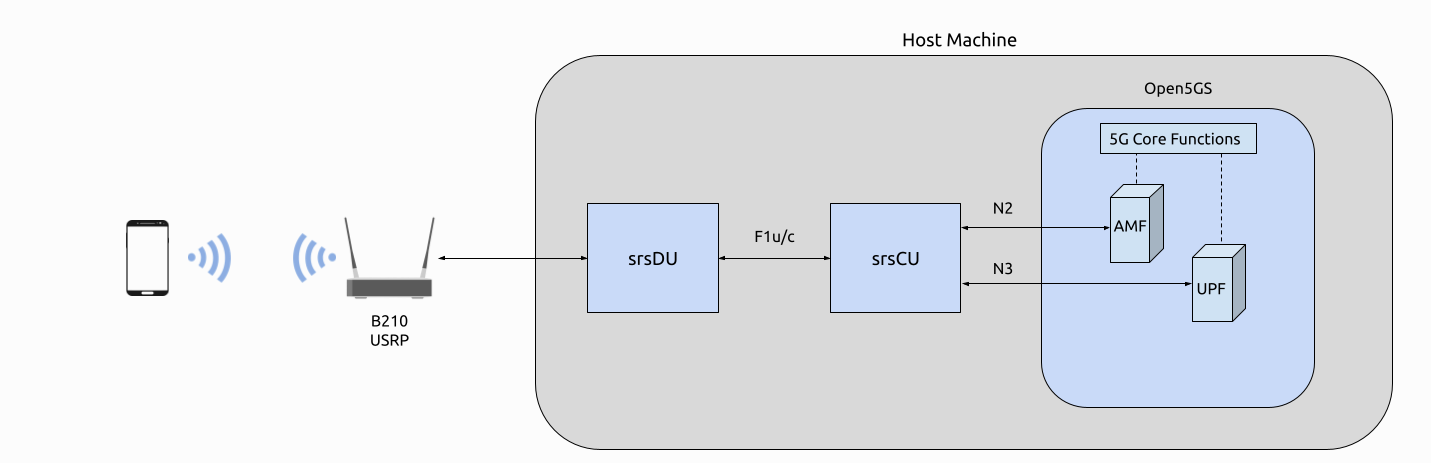 Host Machine
Open5GS
5G Core Functions
AMF
N2
F1u/c
srsDU
srsCU
N3
UPF
B210
USRP